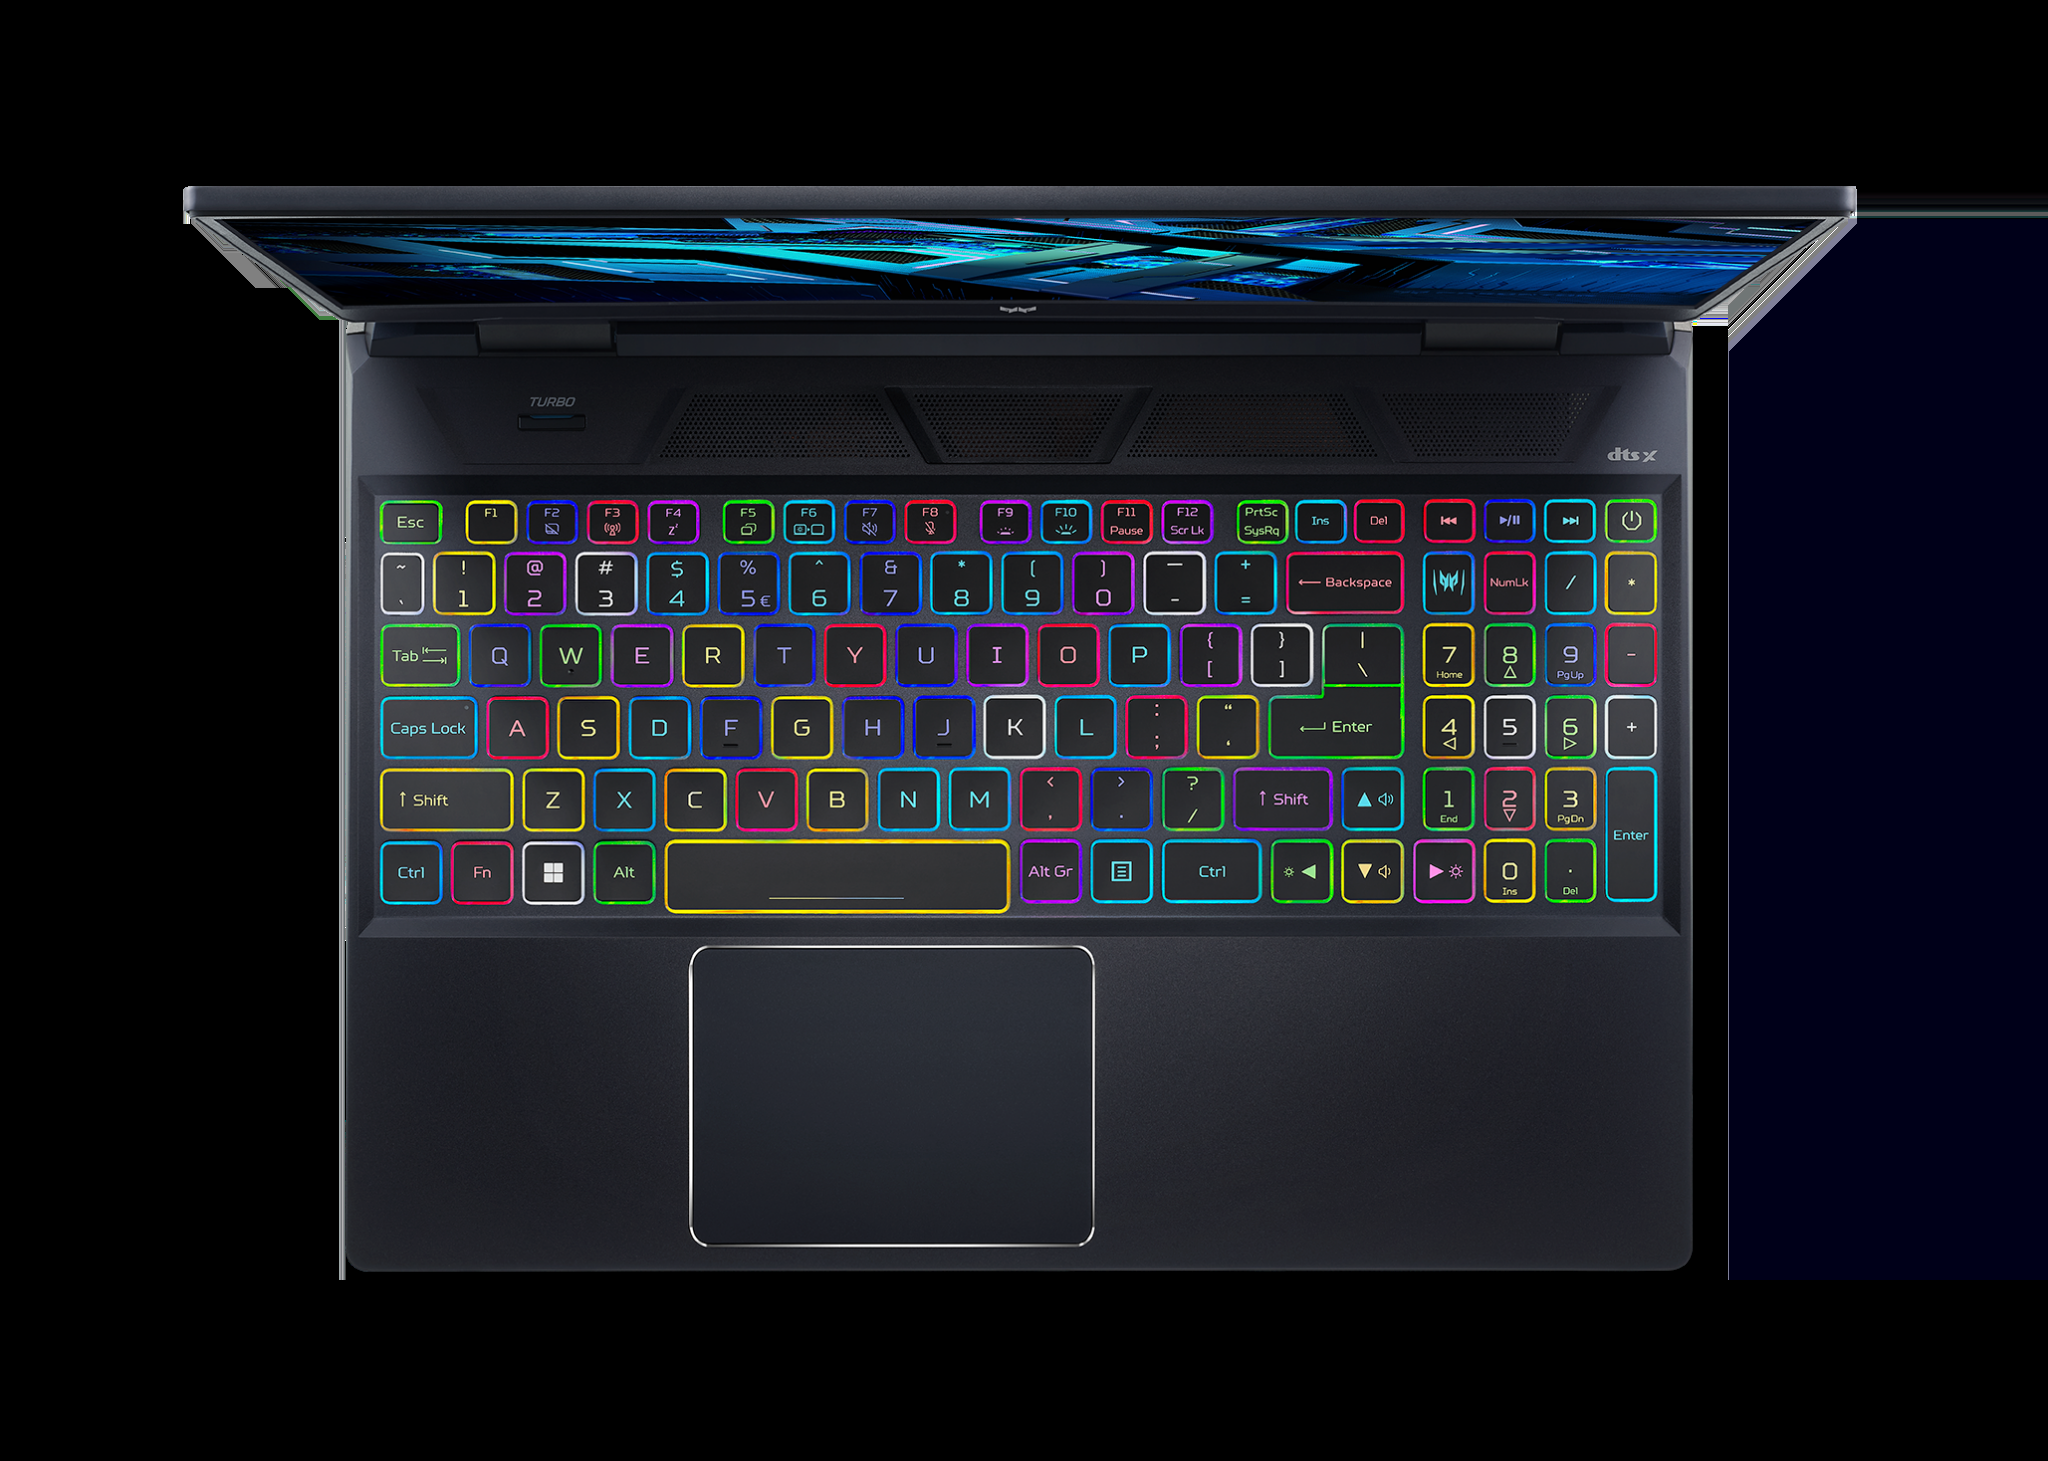 TURBO
dts x
Esc F1 F2 F3 F4 F5 F6 F7 F8 F9 F10 F11 F12 PrtSc Ins Del
zᶻ Pause Scr Lk SysRq
~ ! @ # $ % ^ & * ( ) — + ← Backspace NumLk / *
` 1 2 3 4 5 € 6 7 8 9 0 - =
Tab Q W E R T Y U I O P { } | 7 8 9 -
[ ] \ Home PgUp
Caps Lock A S D F G H J K L : “ ↵ Enter 4 5 6 +
; ‘
↑ Shift Z X C V B N M < > ? ↑ Shift 1 2 3
, . / End PgDn
Enter
Ctrl Fn Alt Alt Gr Ctrl 0 .
Ins Del